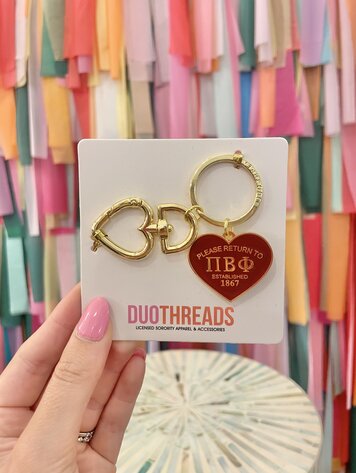 PLEASE RETURN TO
ΠΒΦ
ESTABLISHED
1867
DUOTHREADS
LICENSED SORORITY APPAREL & ACCESSORIES